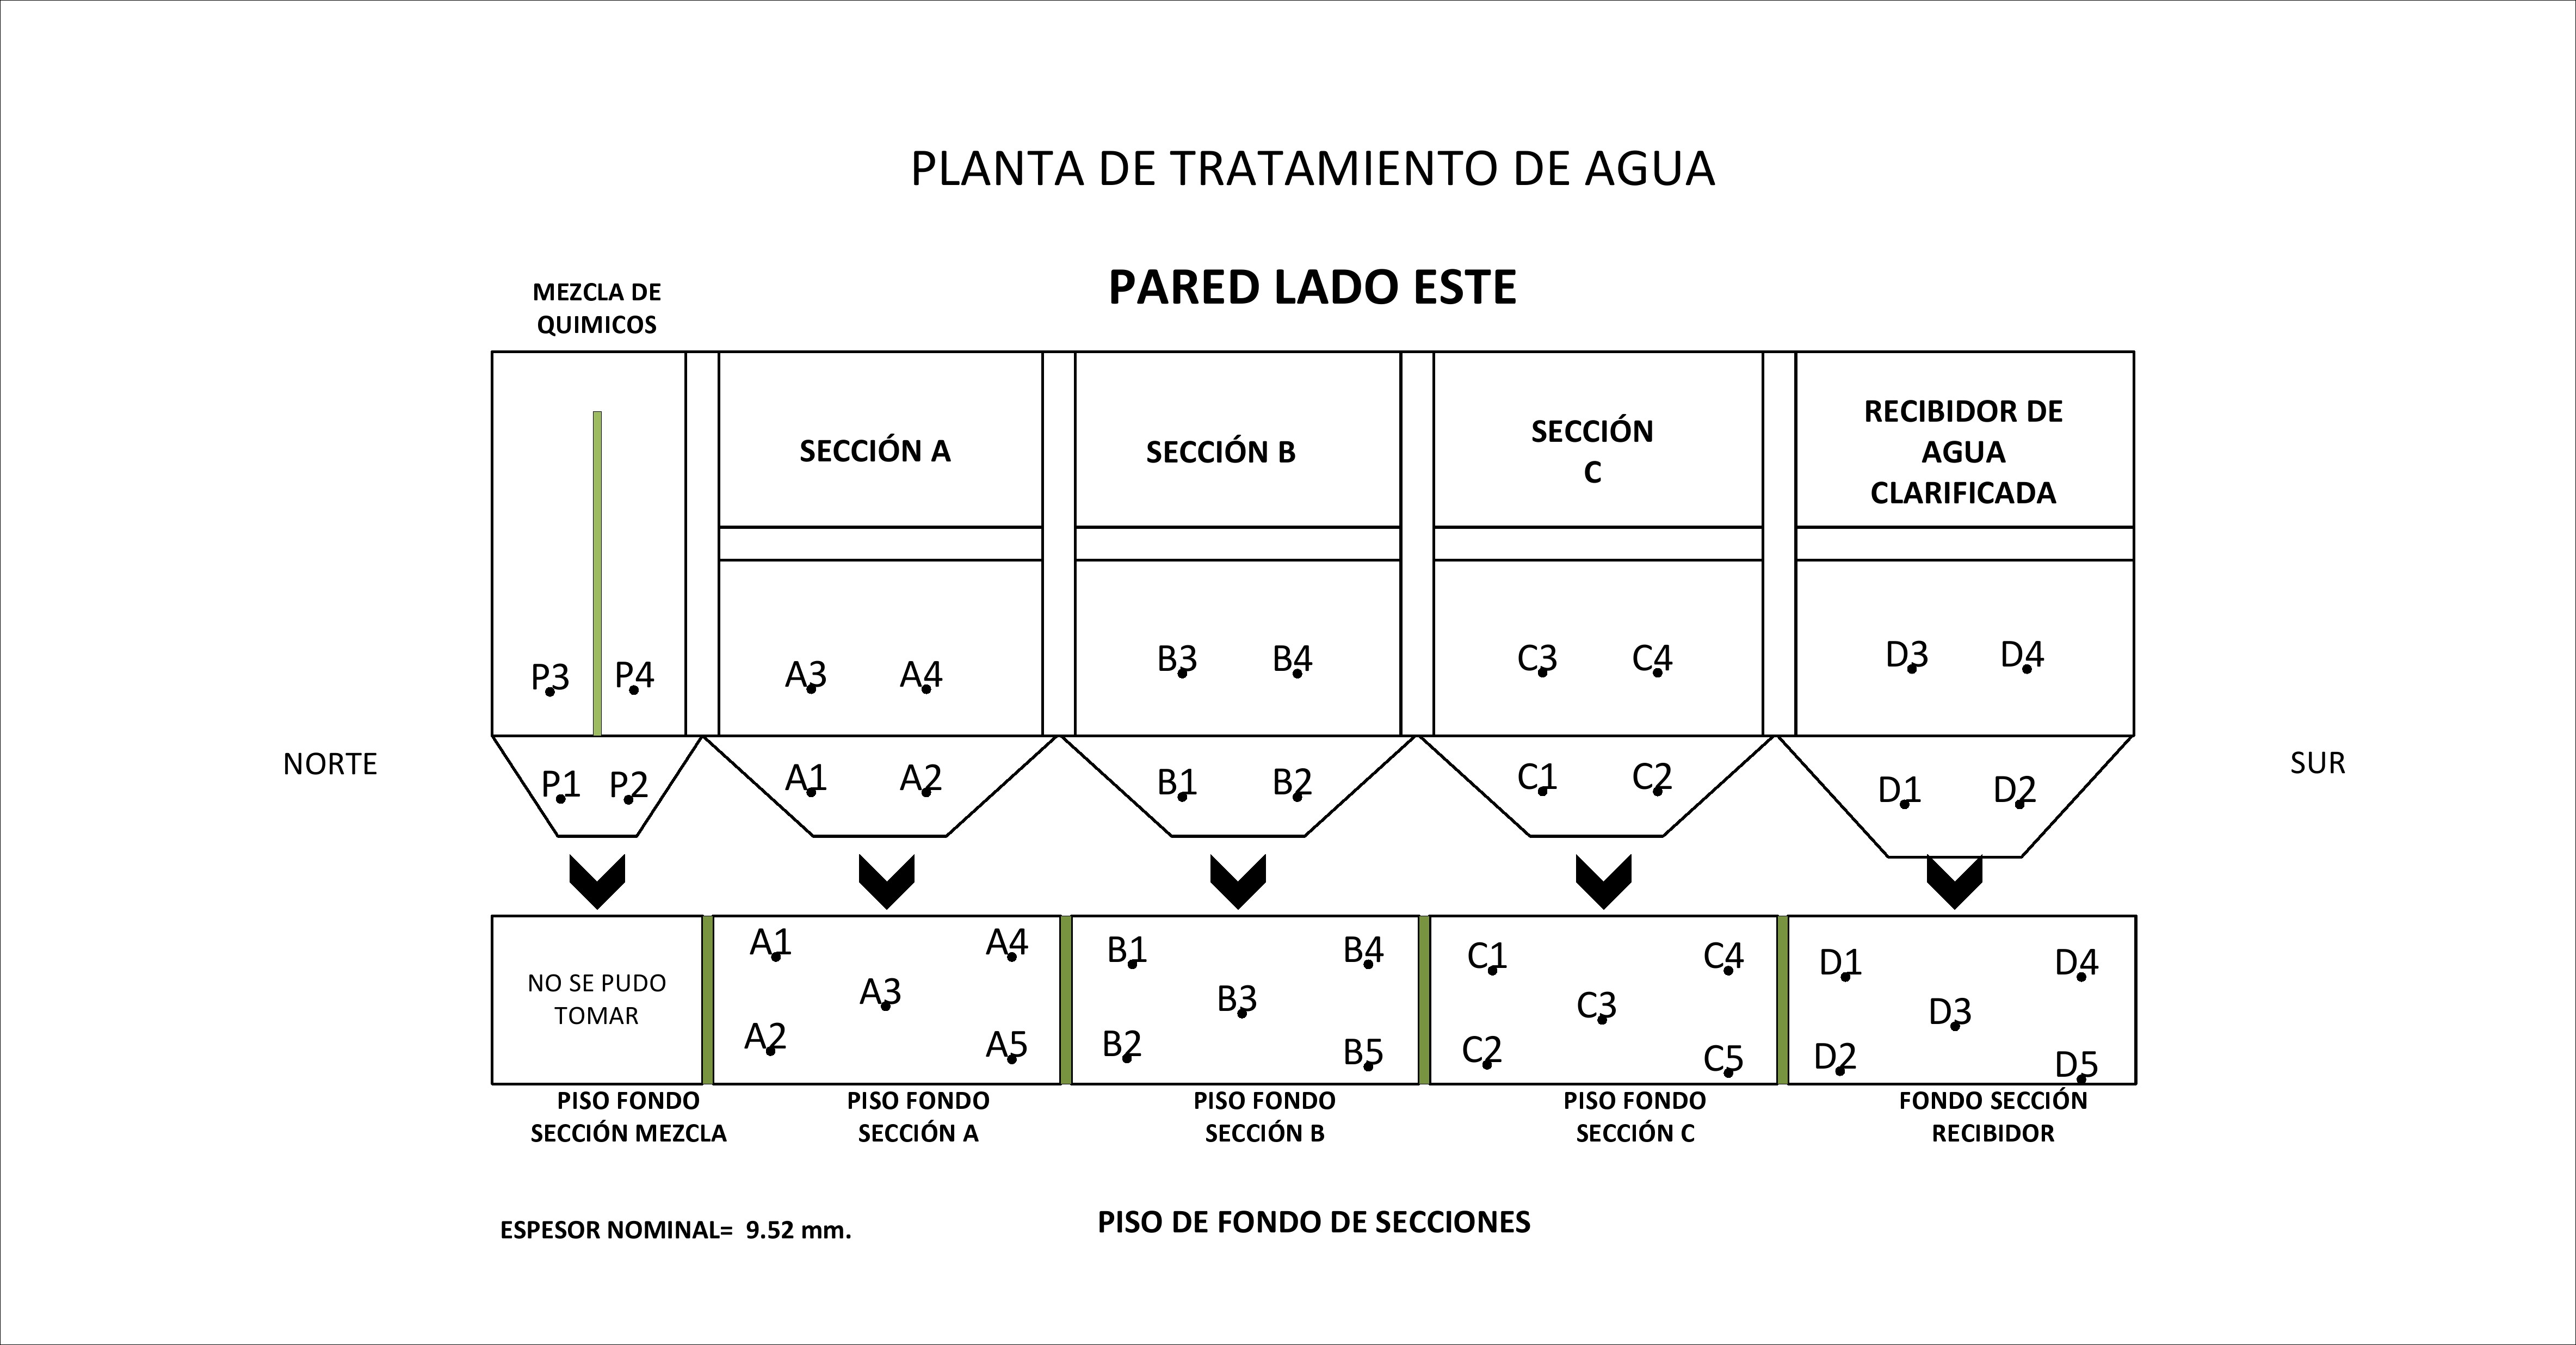 PLANTA DE TRATAMIENTO DE AGUA
PARED LADO ESTE
MEZCLA DE
QUIMICOS
SECCIÓN A
SECCIÓN B
SECCIÓN
C
RECIBIDOR DE
AGUA
CLARIFICADA
P3 P4 A3 A4 B3 B4 C3 C4 D3 D4
NORTE
SUR
P1 P2 A1 A2 B1 B2 C1 C2 D1 D2
NO SE PUDO
TOMAR
A1 A4
A3
A2 A5
B1 B4
B3
B2 B5
C1 C4
C3
C2 C5
D1 D4
D3
D2 D5
PISO FONDO
SECCIÓN MEZCLA
PISO FONDO
SECCIÓN A
PISO FONDO
SECCIÓN B
PISO FONDO
SECCIÓN C
FONDO SECCIÓN
RECIBIDOR
ESPESOR NOMINAL= 9.52 mm.
PISO DE FONDO DE SECCIONES